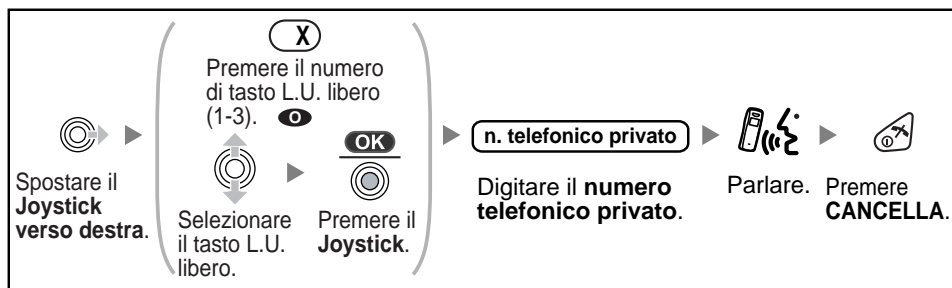 X
Premere il numero
di tasto L.U. libero
(1-3). O
OK
n. telefonico privato
Spostare il
Joystick
verso destra.
Selezionare
il tasto L.U.
libero.
Premere il
Joystick.
Digitare il numero
telefonico privato.
Parlare.
Premere
CANCELLA.